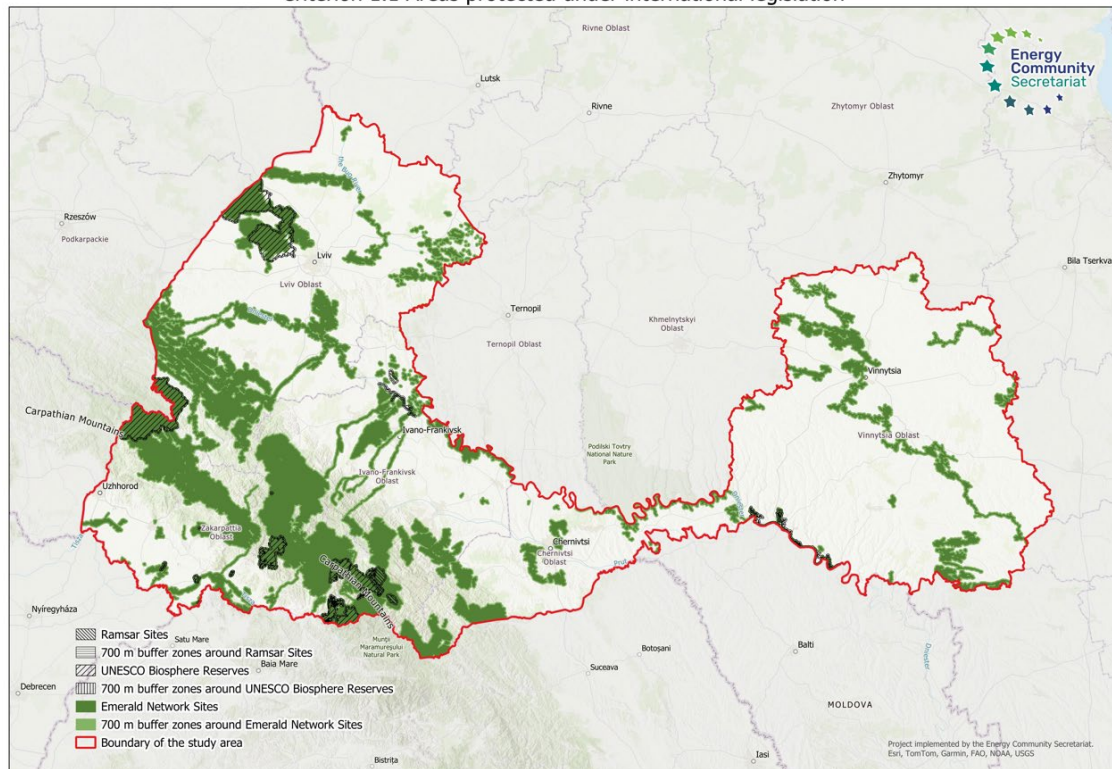 Criterion 1.1 Areas protected under international legislation
Rivne Oblast
Energy
Community
Secretariat
Lutsk
Rivne
Zhytomyr Oblast
Zhytomyr
Rzeszów
Podkarpackie
Lviv
Lviv Oblast
Bila Tserkva
Ternopil
Ternopil Oblast
Khmelnytskyi
Oblast
Vinnytsia
Carpathian Mountains
Ivano-Frankivsk
Vinnytsia Oblast
Podilski Tovtry
National Nature
Park
Ivano-Frankivsk
Oblast
Uzhhorod
Zakarpattia
Oblast
Chernivtsi
Chernivtsi
Oblast
Prut
Carpathian Mountains
Nyíregyháza
Ramsar Sites
Satu Mare
700 m buffer zones around Ramsar Sites
Munții
Maramureșului
Natural Park
Botoșani
Balti
UNESCO Biosphere Reserves
Baia Mare
Suceava
Debrecen
700 m buffer zones around UNESCO Biosphere Reserves
Emerald Network Sites
MOLDOVA
700 m buffer zones around Emerald Network Sites
Boundary of the study area
Bistrița
Iasi
Project implemented by the Energy Community Secretariat.
Esri, TomTom, Garmin, FAO, NOAA, USGS